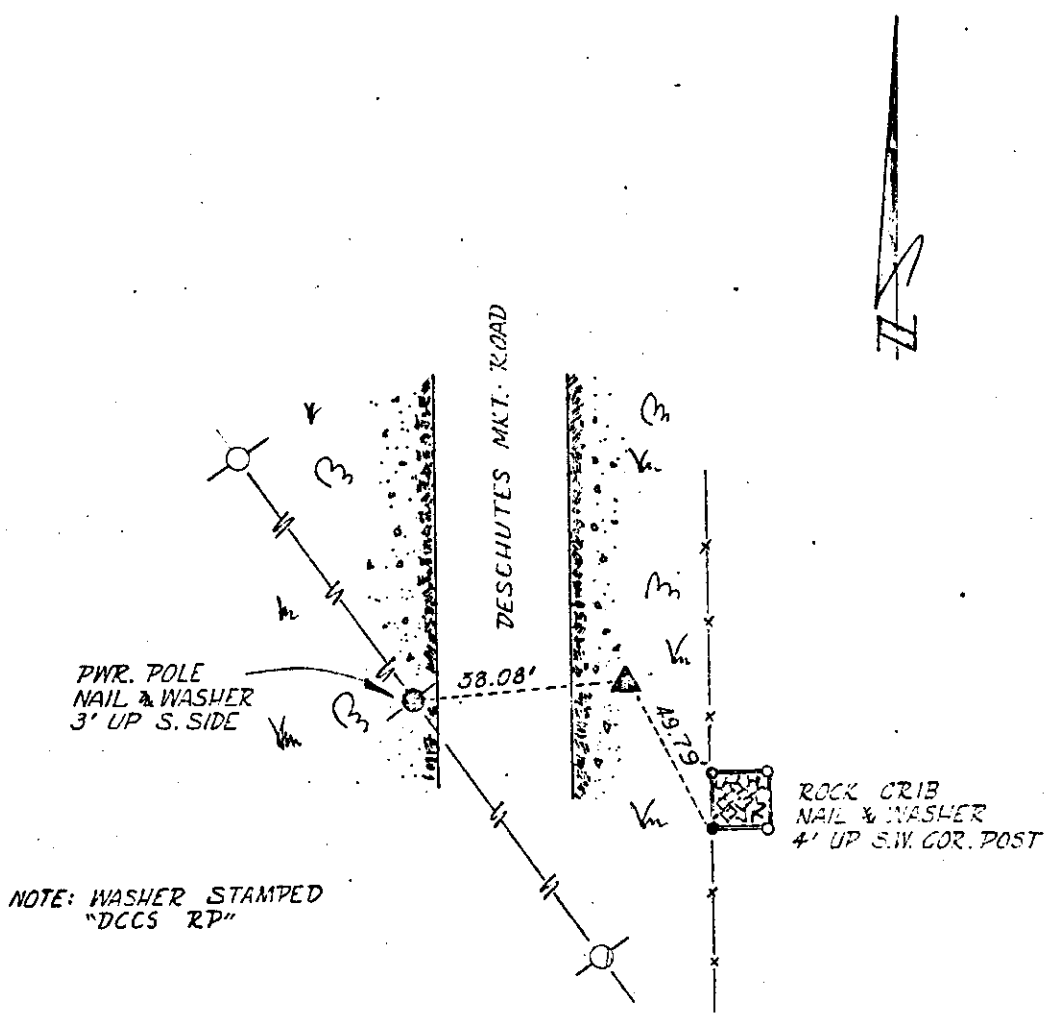 N
DESCHUTES MKT. ROAD
PWR. POLE
NAIL & WASHER
3' UP S. SIDE
38.08'
49.79'
ROCK CRIB
NAIL & WASHER
4' UP S.W. COR. POST
NOTE: WASHER STAMPED
"DCCS RP"